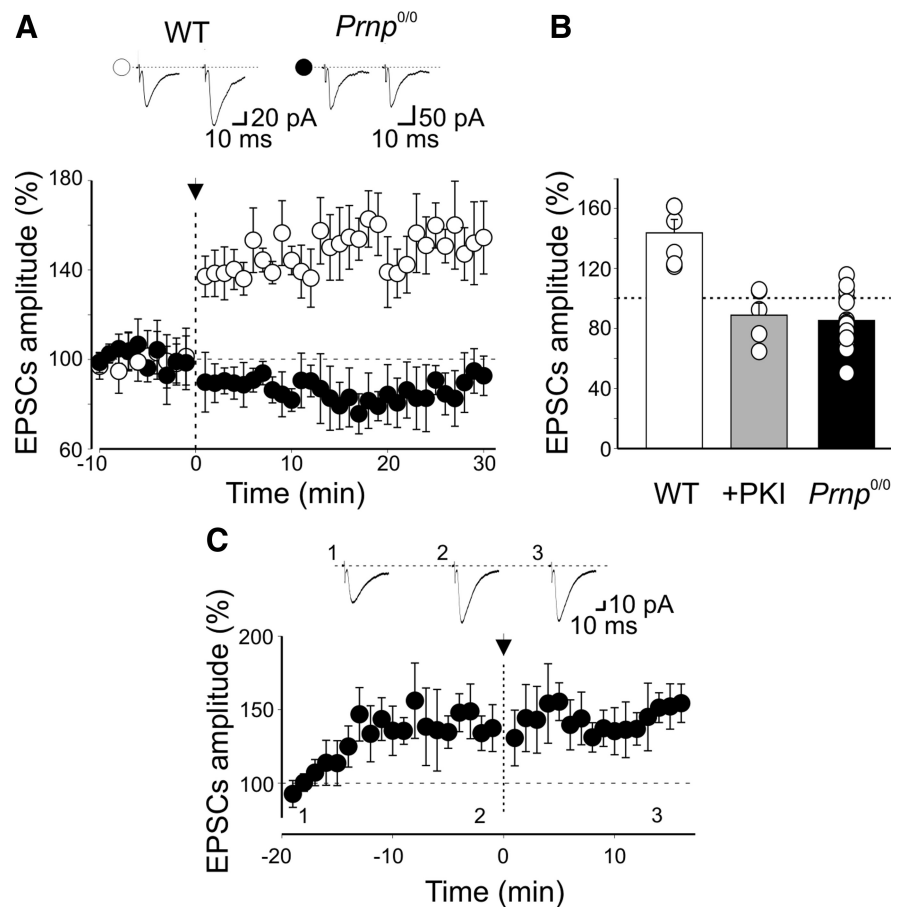 A
WT
Prnp0/0
20 pA
10 ms
50 pA
10 ms
EPSCs amplitude (%)
180
140
100
60
-10
0
10
20
30
Time (min)
B
EPSCs amplitude (%)
160
120
80
40
0
WT
+PKI
Prnp0/0
C
1
2
3
10 pA
10 ms
EPSCs amplitude (%)
200
150
100
1
2
3
-20
-10
0
10
Time (min)